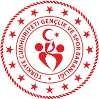 TÜRKİYE CUMHURİYETİ GENÇLİK VE SPOR BAKANLIĞI